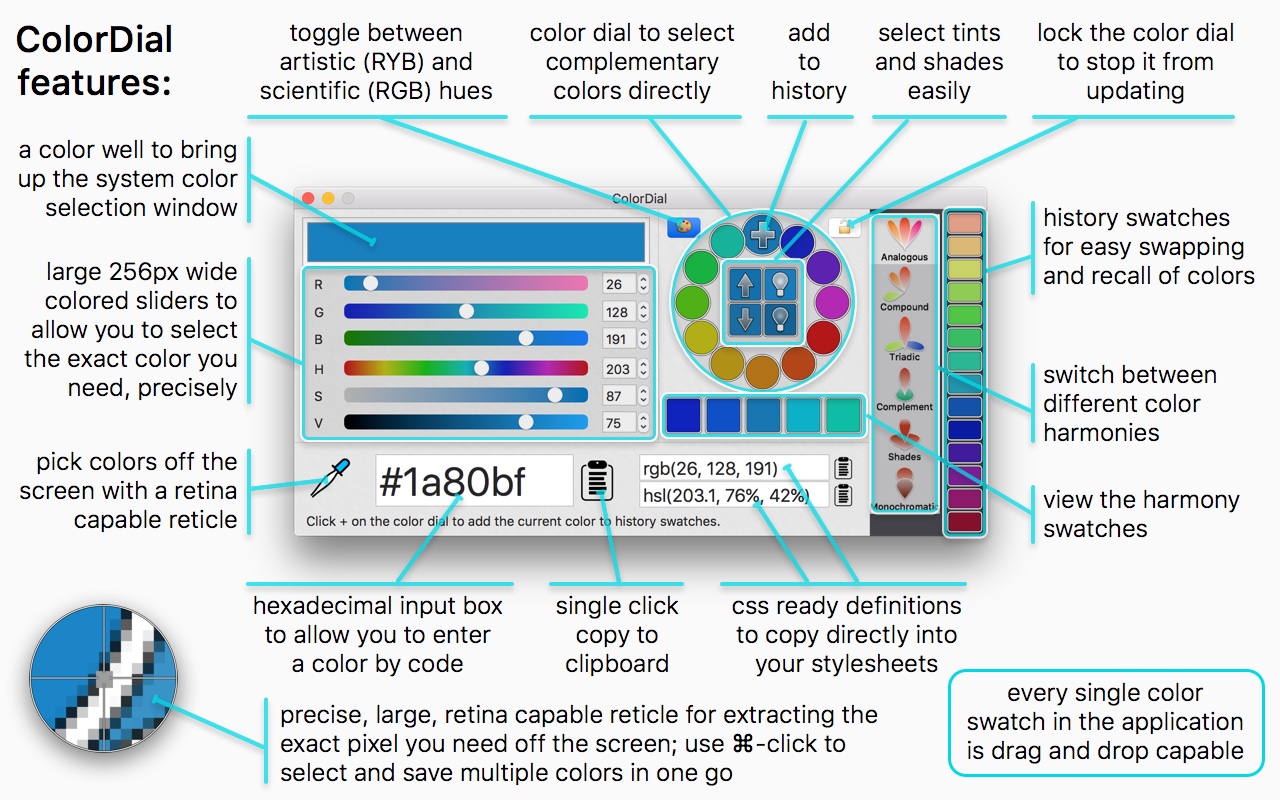 ColorDial
features:
toggle between
artistic (RYB) and
scientific (RGB) hues
color dial to select
complementary
colors directly
add
to
history
select tints
and shades
easily
lock the color dial
to stop it from
updating
a color well to bring
up the system color
selection window
large 256px wide
colored sliders to
allow you to select
the exact color you
need, precisely
pick colors off the
screen with a retina
capable reticle
ColorDial
R 26
G 128
B 191
H 203
S 87
V 75
#1a80bf
rgb(26, 128, 191)
hsl(203.1, 76%, 42%)
Click + on the color dial to add the current color to history swatches.
Analogous
Compound
Triadic
Complement
Shades
Monochromatic
history swatches
for easy swapping
and recall of colors
switch between
different color
harmonies
view the harmony
swatches
hexadecimal input box
to allow you to enter
a color by code
single click
copy to
clipboard
css ready definitions
to copy directly into
your stylesheets
precise, large, retina capable reticle for extracting the
exact pixel you need off the screen; use ⌘-click to
select and save multiple colors in one go
every single color
swatch in the application
is drag and drop capable